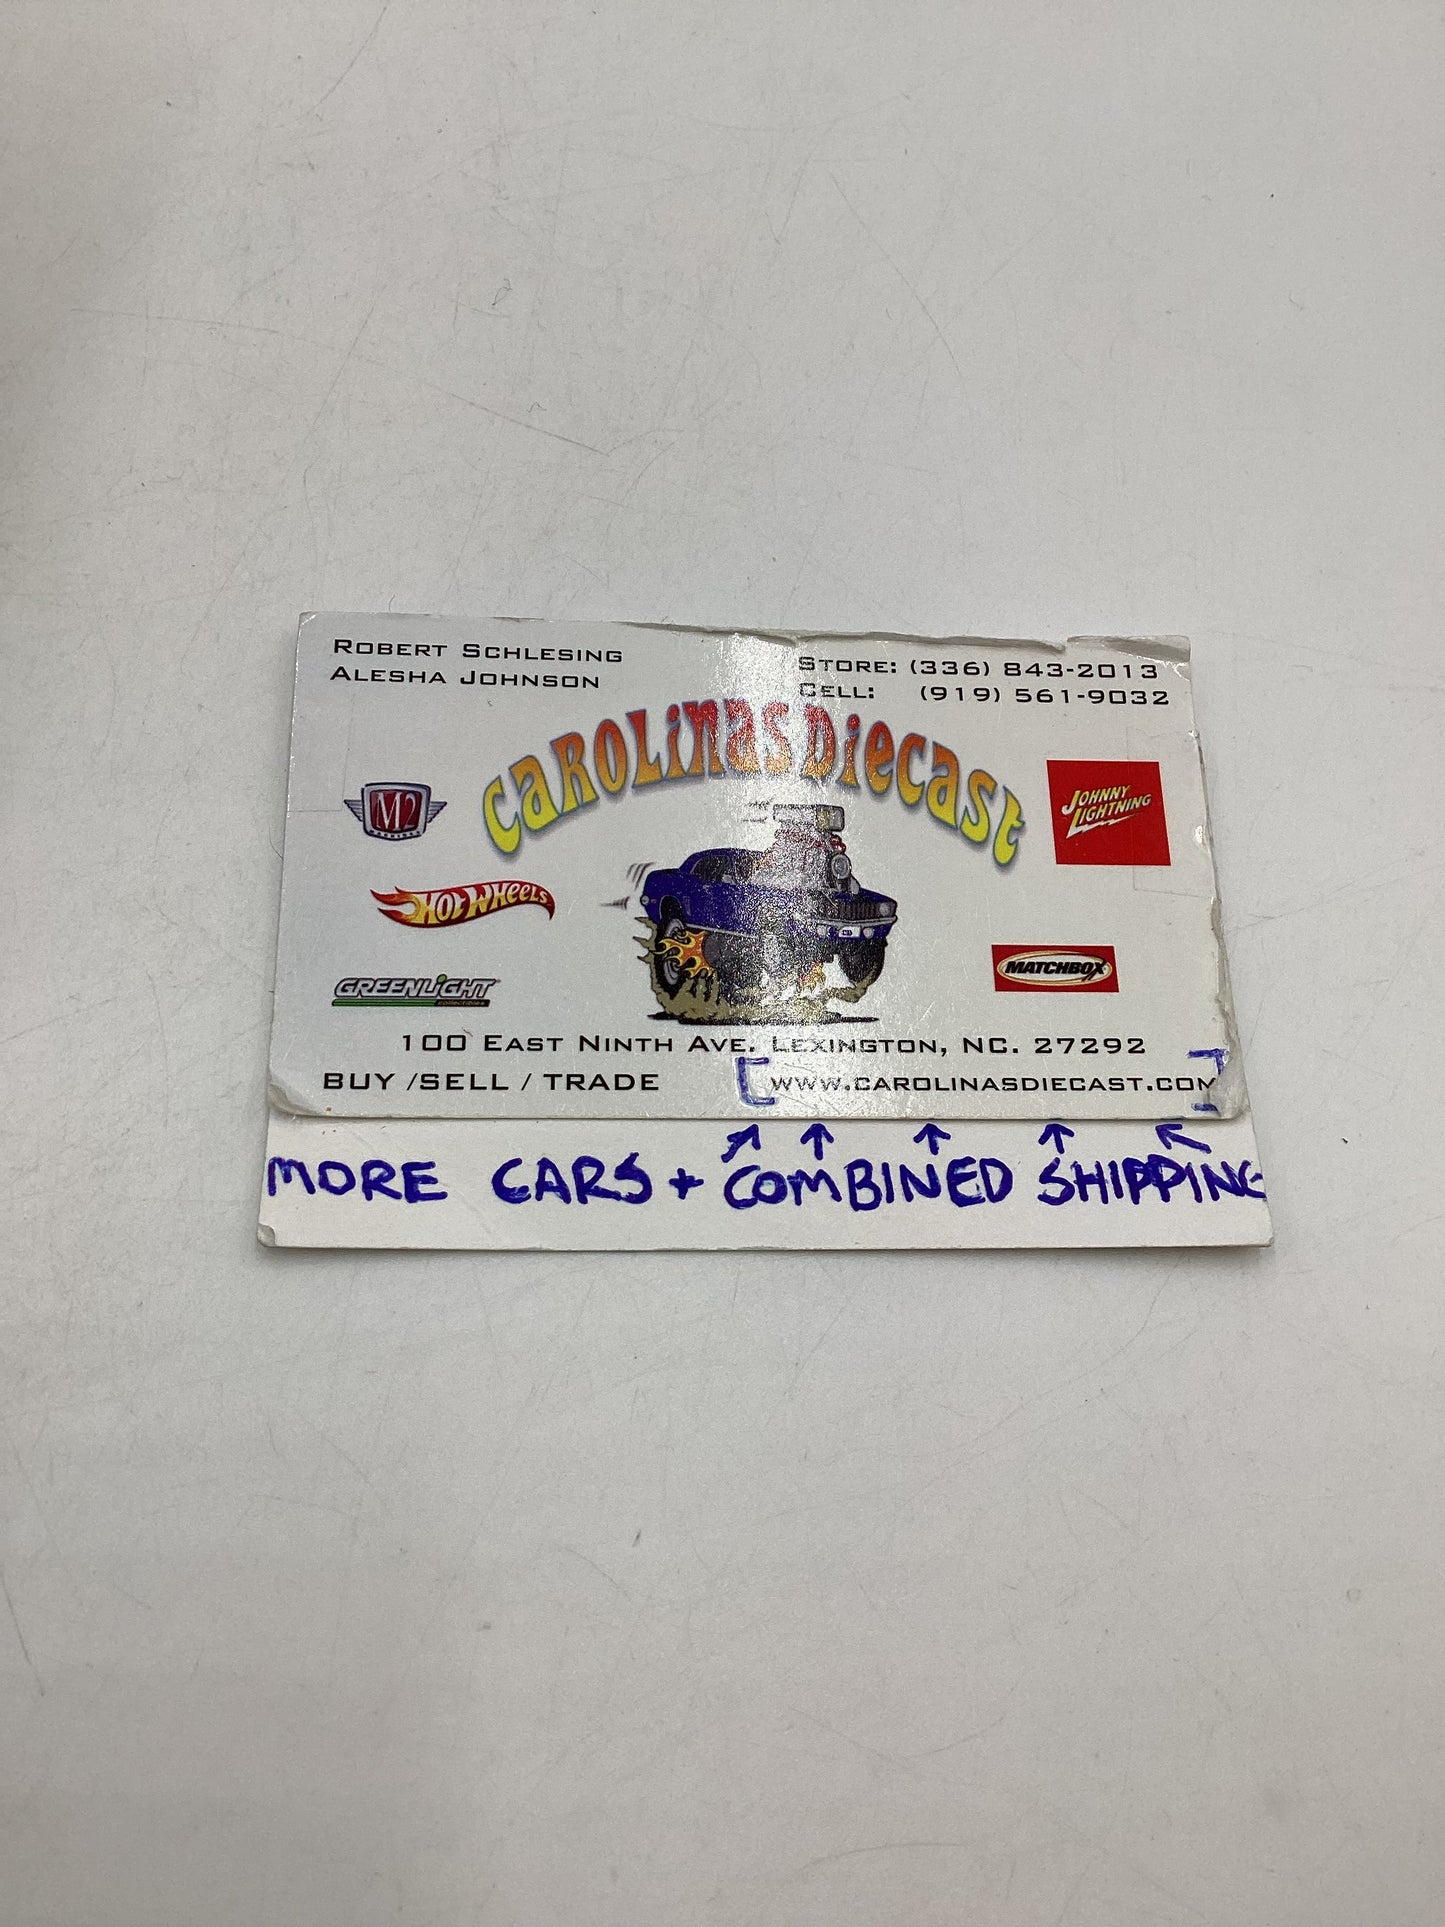 ROBERT SCHLESING
ALESHA JOHNSON
STORE: (336) 843-2013
CELL: (919) 561-9032
CAROLINAS DIECAST
M2
MACHINES
JOHNNY
LIGHTNING
HOT WHEELS
GREENLIGHT
collectibles
MATCHBOX
100 EAST NINTH AVE. LEXINGTON, NC. 27292
BUY /SELL / TRADE [WWW.CAROLINASDIECAST.COM]
MORE CARS + COMBINED SHIPPING